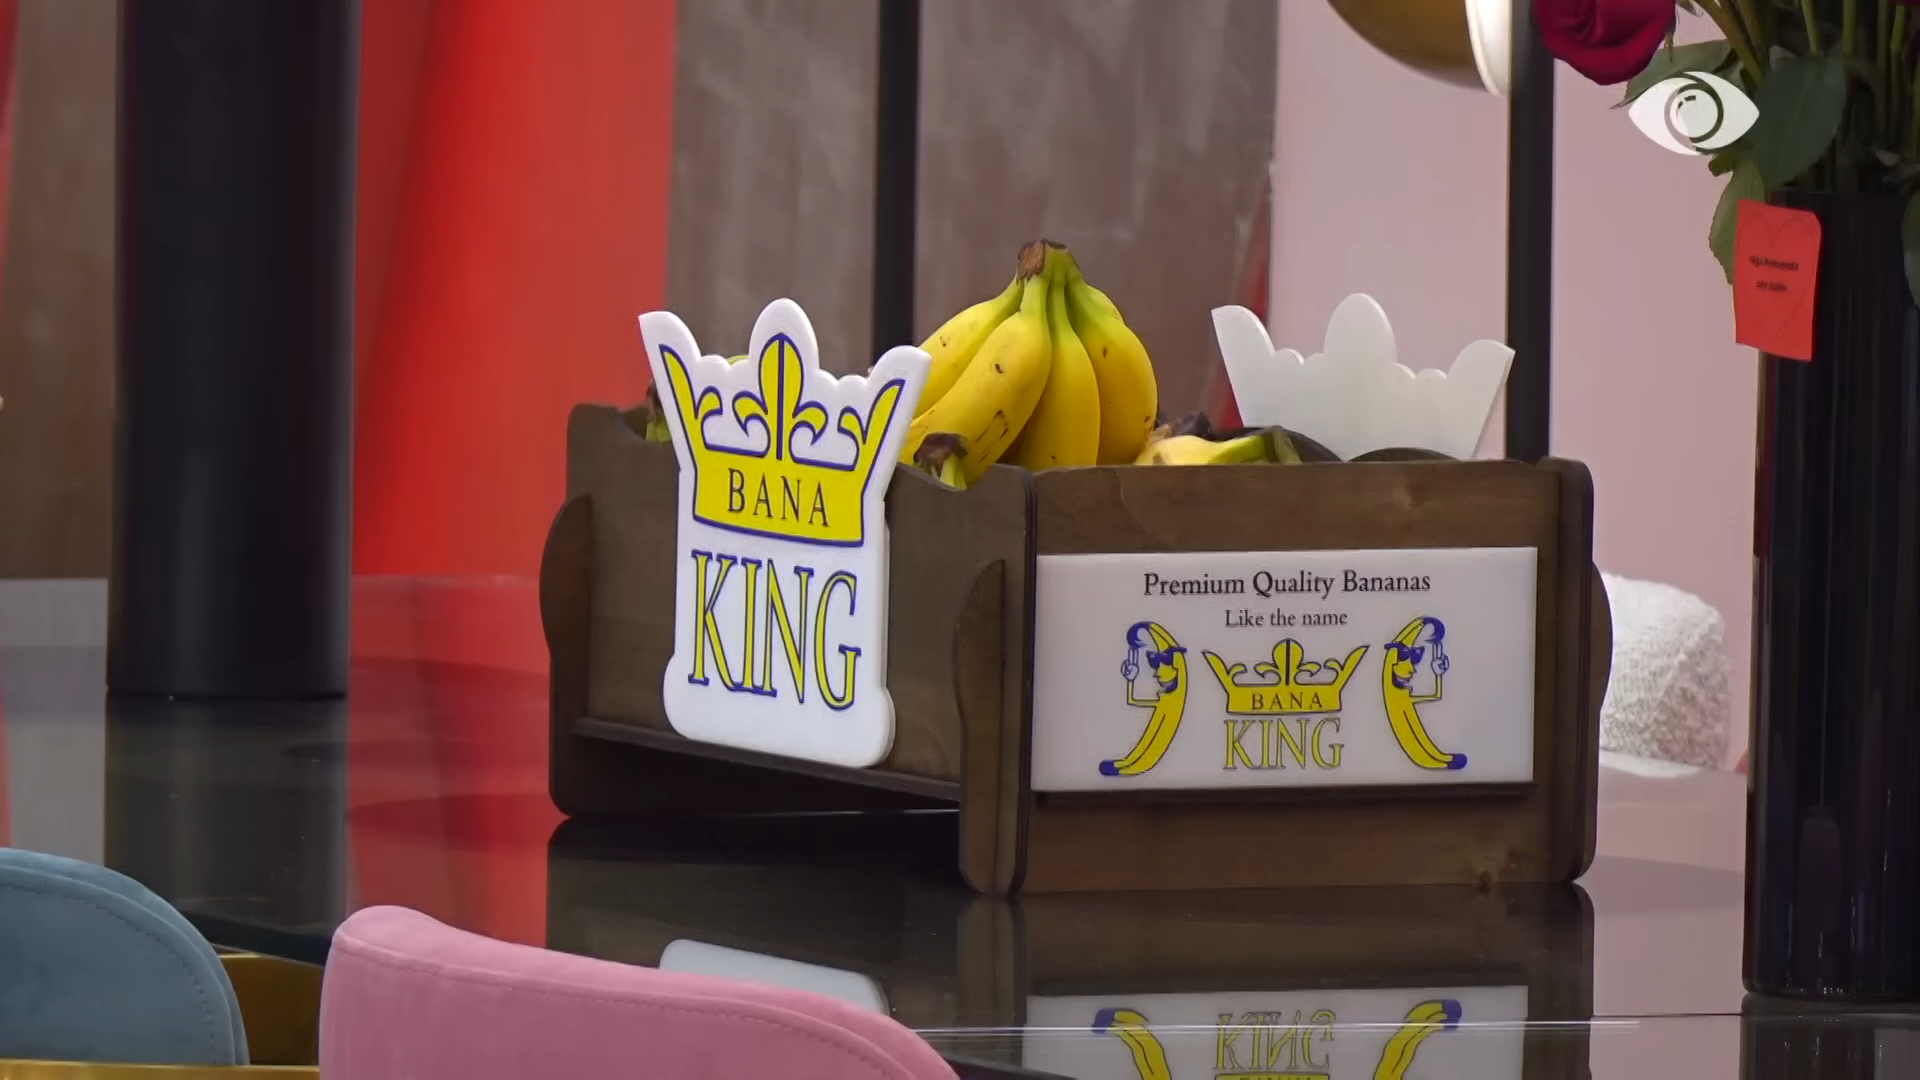 BANA
KING
Premium Quality Bananas
Like the name
BANA
KING